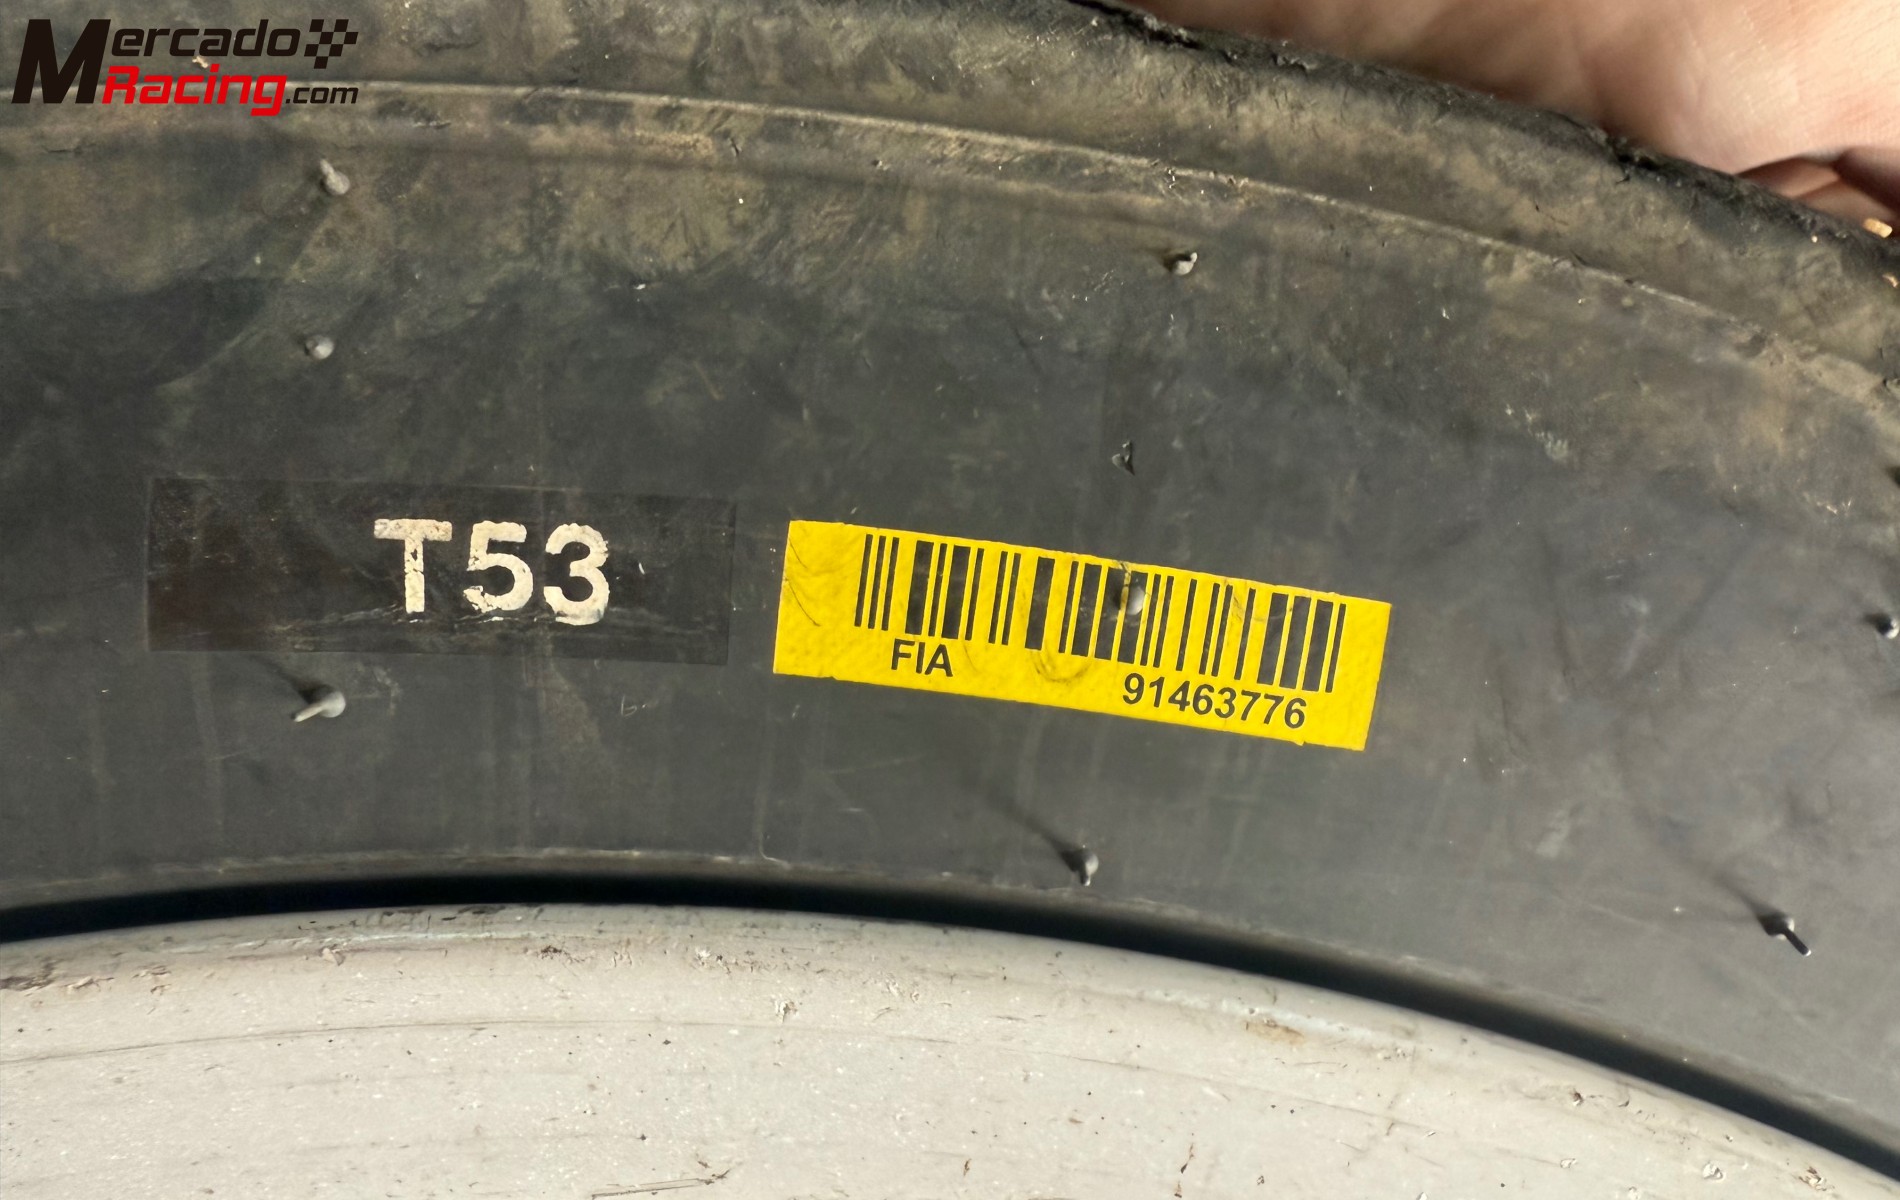 Mercado
Racing.com
T53
FIA
91463776